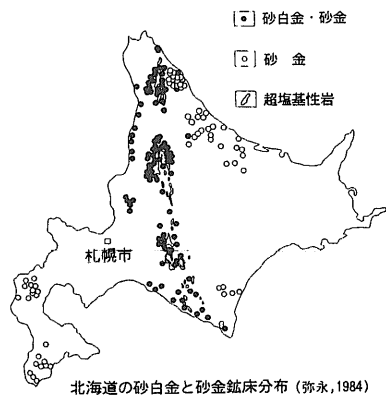 砂白金・砂金
砂 金
超塩基性岩
札幌市
北海道の砂白金と砂金鉱床分布 (弥永,1984)